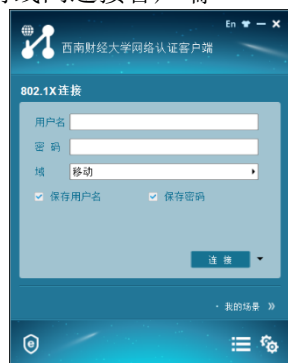 En
西南财经大学网络认证客户端
802.1X连接
用户名
密 码
域 移动
保存用户名 保存密码
连 接
· 我的场景 »